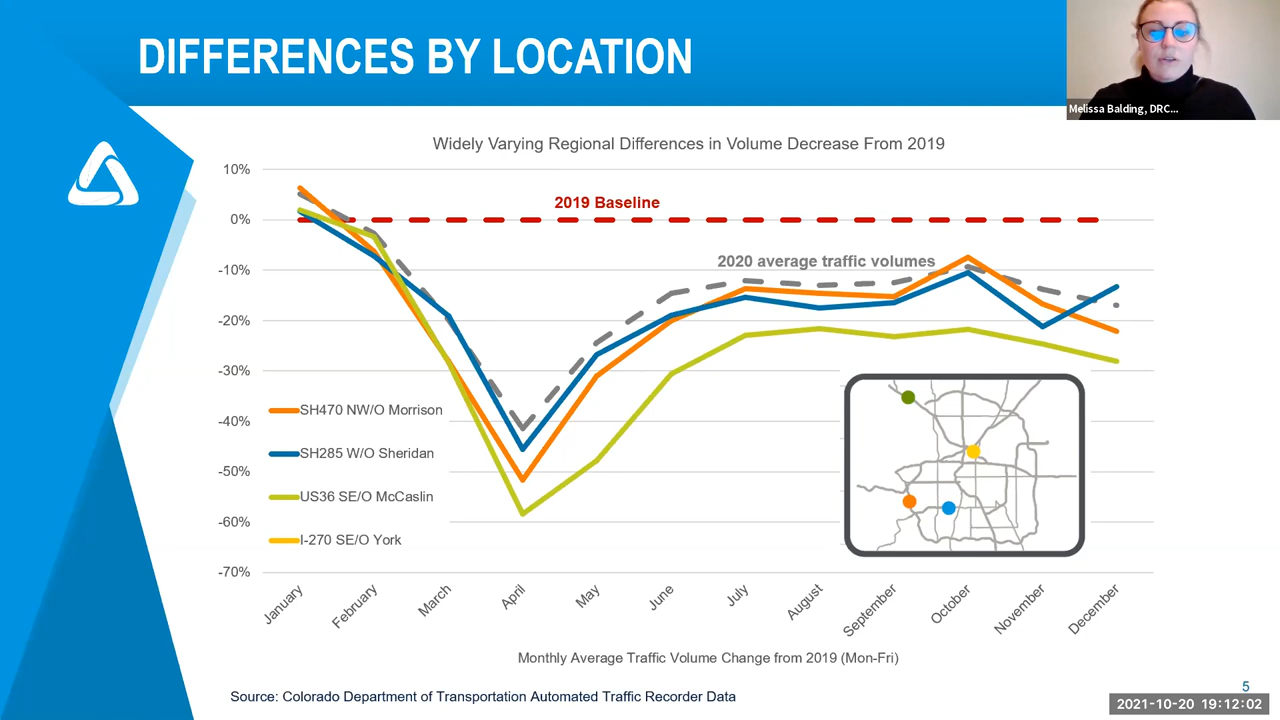 DIFFERENCES BY LOCATION
Melissa Balding, DRC...
Widely Varying Regional Differences in Volume Decrease From 2019
10%
0%
-10%
-20%
-30%
-40%
-50%
-60%
-70%
2019 Baseline
2020 average traffic volumes
SH470 NW/O Morrison
SH285 W/O Sheridan
US36 SE/O McCaslin
I-270 SE/O York
January
February
March
April
May
June
July
August
September
October
November
December
Monthly Average Traffic Volume Change from 2019 (Mon-Fri)
Source: Colorado Department of Transportation Automated Traffic Recorder Data
5
2021-10-20 19:12:02